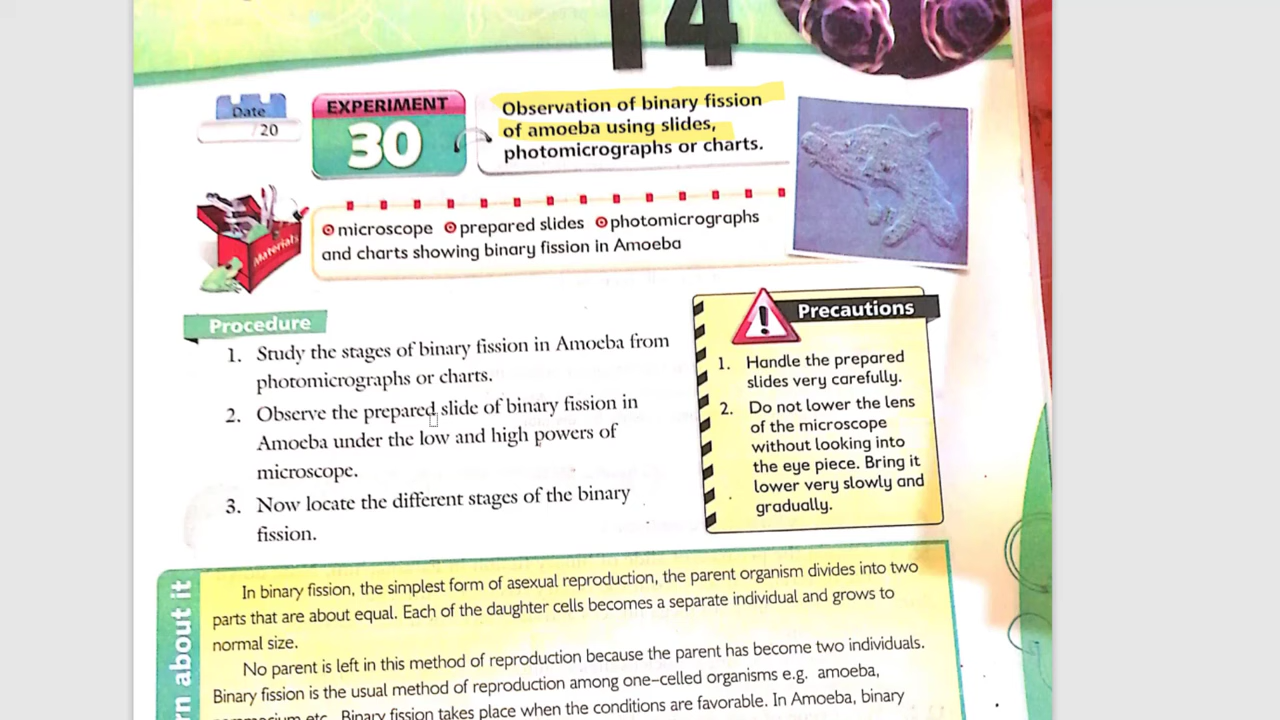 14
Date
/20
EXPERIMENT
30
Observation of binary fission
of amoeba using slides,
photomicrographs or charts.
Materials
microscope prepared slides photomicrographs
and charts showing binary fission in Amoeba
Procedure
1. Study the stages of binary fission in Amoeba from
photomicrographs or charts.
2. Observe the prepared slide of binary fission in
Amoeba under the low and high powers of
microscope.
3. Now locate the different stages of the binary
fission.
Precautions
1. Handle the prepared
slides very carefully.
2. Do not lower the lens
of the microscope
without looking into
the eye piece. Bring it
lower very slowly and
gradually.
rn about it
In binary fission, the simplest form of asexual reproduction, the parent organism divides into two
parts that are about equal. Each of the daughter cells becomes a separate individual and grows to
normal size.
No parent is left in this method of reproduction because the parent has become two individuals.
Binary fission is the usual method of reproduction among one-celled organisms e.g. amoeba,
etc. Binary fission takes place when the conditions are favorable. In Amoeba, binary